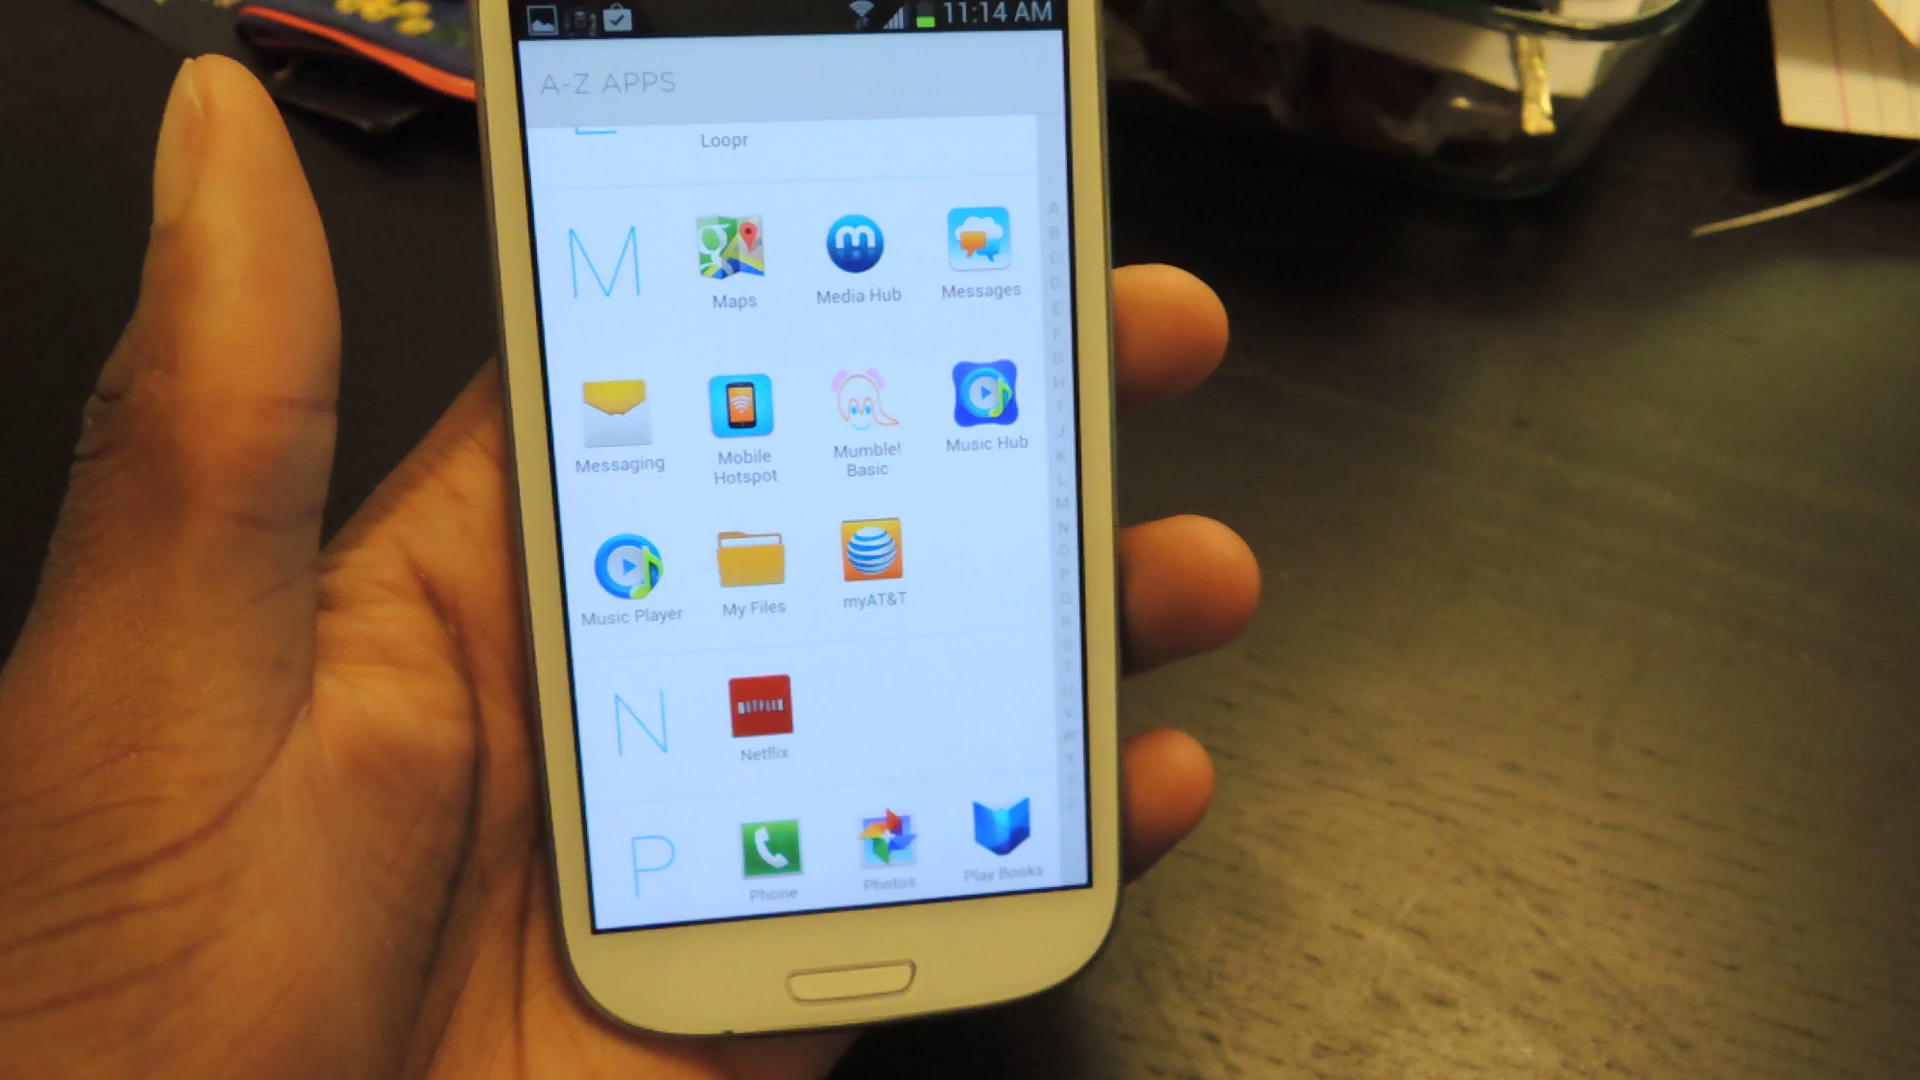 11:14 AM
A-Z APPS
Loopr
M
Maps
Media Hub
Messages
Messaging
Mobile
Hotspot
Mumble!
Basic
Music Hub
Music Player
My Files
myAT&T
N
NETFLIX
Netflix
P
Phone
Photos
Play Books
A
B
C
D
E
F
G
H
I
J
K
L
M
N
O
P
Q
R
S
T
U
V
W
X
Y
Z